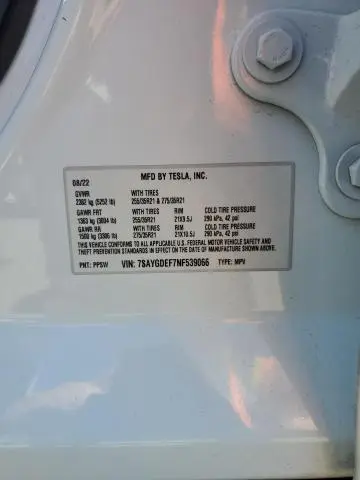 MFD BY TESLA, INC.
08/22
GVWR WITH TIRES
2382 kg (5252 lb) 255/35R21 & 275/35R21
GAWR FRT WITH TIRES RIM COLD TIRE PRESSURE
1363 kg (3004 lb) 255/35R21 21X9.5J 290 kPa, 42 psi
GAWR RR WITH TIRES RIM COLD TIRE PRESSURE
1500 kg (3306 lb) 275/35R21 21X10.5J 290 kPa, 42 psi
THIS VEHICLE CONFORMS TO ALL APPLICABLE U.S. FEDERAL MOTOR VEHICLE SAFETY AND
THEFT PREVENTION STANDARDS IN EFFECT ON THE DATE OF MANUFACTURE SHOWN
ABOVE.
PNT: PPSW VIN: 7SAYGDEF7NF539066 TYPE: MPV